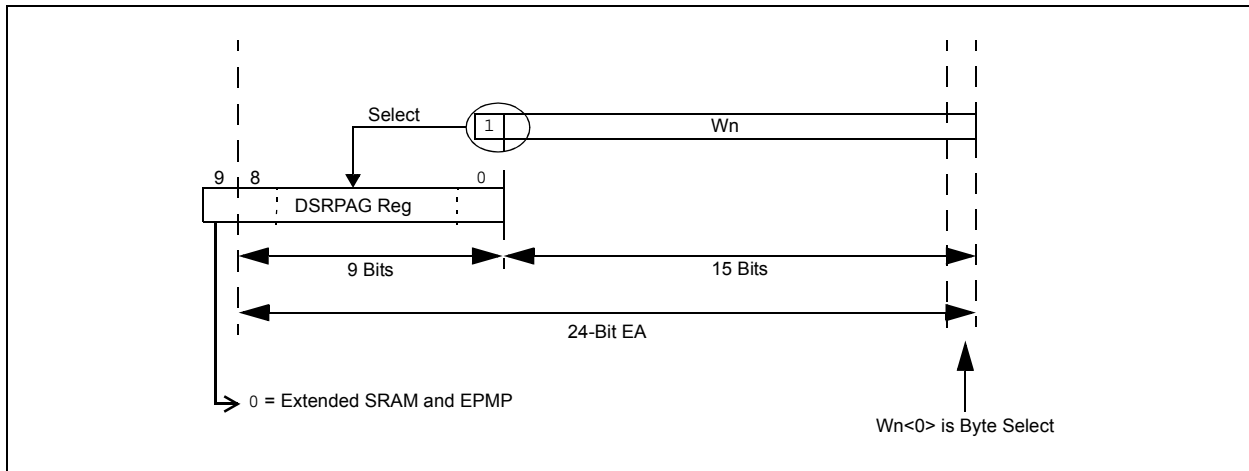 Select
1
Wn
9
8
0
DSRPAG Reg
9 Bits
15 Bits
24-Bit EA
0 = Extended SRAM and EPMP
Wn<0> is Byte Select